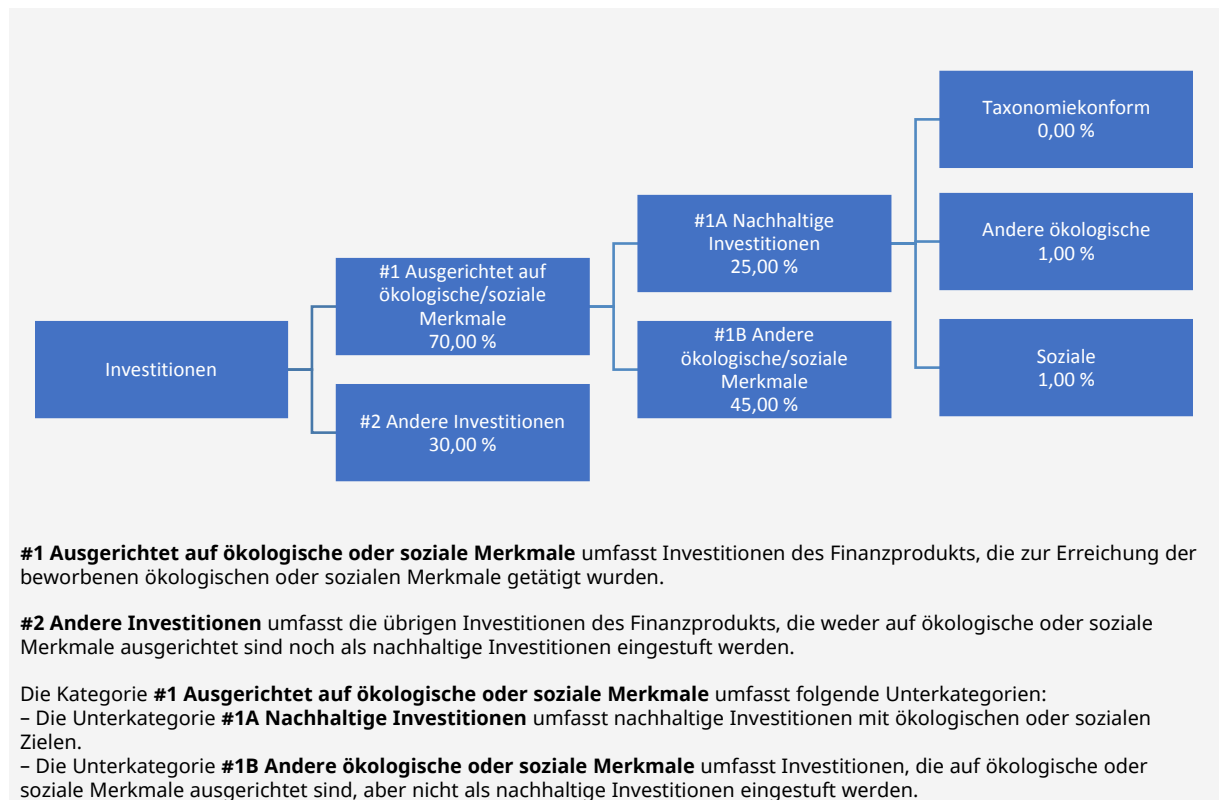 Investitionen
#1 Ausgerichtet auf
ökologische/soziale
Merkmale
70,00 %
#2 Andere Investitionen
30,00 %
#1A Nachhaltige
Investitionen
25,00 %
#1B Andere
ökologische/soziale
Merkmale
45,00 %
Taxonomiekonform
0,00 %
Andere ökologische
1,00 %
Soziale
1,00 %
#1 Ausgerichtet auf ökologische oder soziale Merkmale umfasst Investitionen des Finanzprodukts, die zur Erreichung der
beworbenen ökologischen oder sozialen Merkmale getätigt wurden.
#2 Andere Investitionen umfasst die übrigen Investitionen des Finanzprodukts, die weder auf ökologische oder soziale
Merkmale ausgerichtet sind noch als nachhaltige Investitionen eingestuft werden.
Die Kategorie #1 Ausgerichtet auf ökologische oder soziale Merkmale umfasst folgende Unterkategorien:
– Die Unterkategorie #1A Nachhaltige Investitionen umfasst nachhaltige Investitionen mit ökologischen oder sozialen
Zielen.
– Die Unterkategorie #1B Andere ökologische oder soziale Merkmale umfasst Investitionen, die auf ökologische oder
soziale Merkmale ausgerichtet sind, aber nicht als nachhaltige Investitionen eingestuft werden.